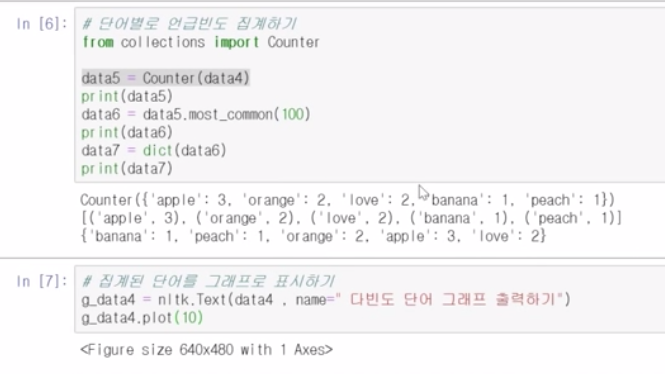 In [6]:
# 단어별로 언급빈도 집계하기
from collections import Counter
data5 = Counter(data4)
print(data5)
data6 = data5.most_common(100)
print(data6)
data7 = dict(data6)
print(data7)
Counter({'apple': 3, 'orange': 2, 'love': 2, 'banana': 1, 'peach': 1})
[('apple', 3), ('orange', 2), ('love', 2), ('banana', 1), ('peach', 1)]
{'banana': 1, 'peach': 1, 'orange': 2, 'apple': 3, 'love': 2}
In [7]:
# 집계된 단어를 그래프로 표시하기
g_data4 = nltk.Text(data4 , name=" 다빈도 단어 그래프 출력하기")
g_data4.plot(10)
<Figure size 640x480 with 1 Axes>